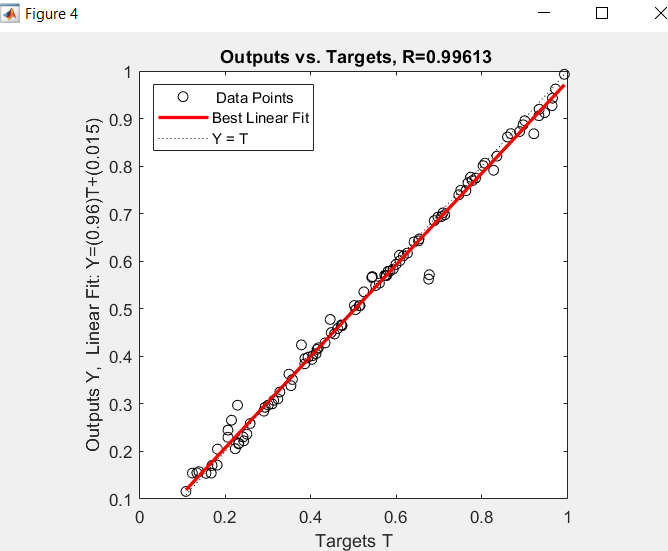 Figure 4
Outputs vs. Targets, R=0.99613
Data Points
Best Linear Fit
Y = T
Outputs Y, Linear Fit: Y=(0.96)T+(0.015)
1
0.9
0.8
0.7
0.6
0.5
0.4
0.3
0.2
0.1
0 0.2 0.4 0.6 0.8 1
Targets T